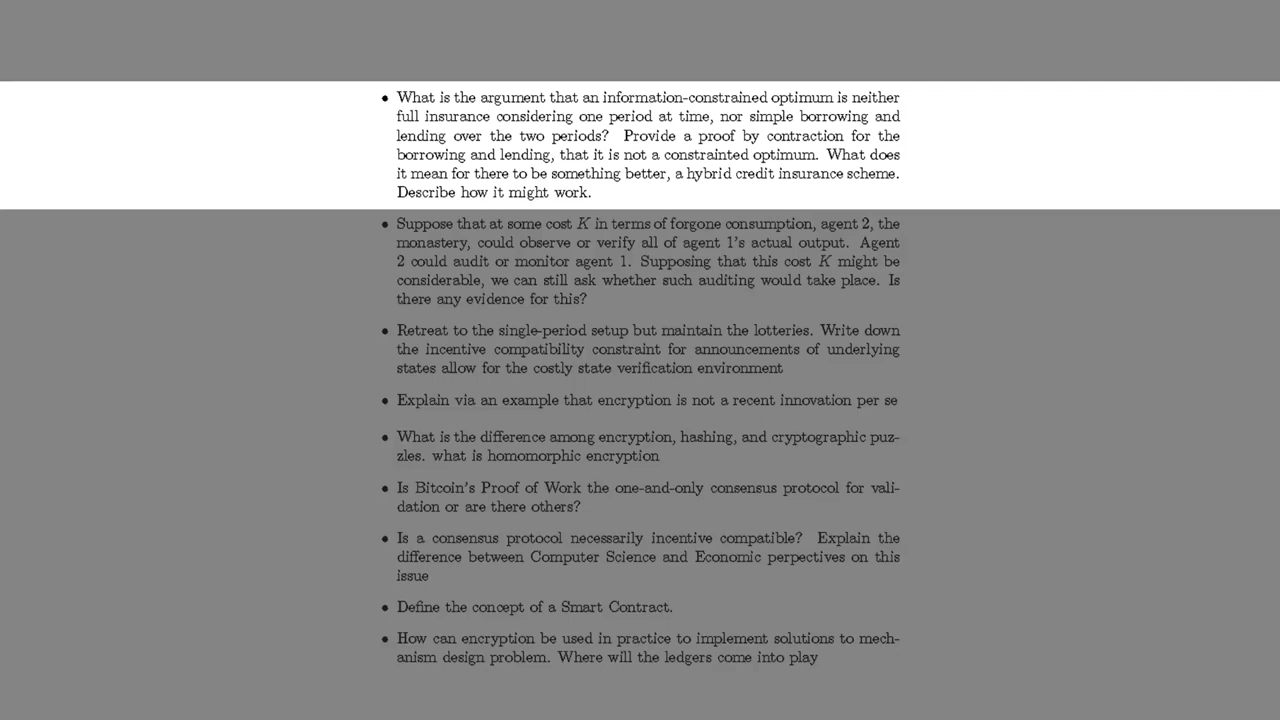 • What is the argument that an information-constrained optimum is neither
full insurance considering one period at time, nor simple borrowing and
lending over the two periods? Provide a proof by contraction for the
borrowing and lending, that it is not a constrainted optimum. What does
it mean for there to be something better, a hybrid credit insurance scheme.
Describe how it might work.
• Suppose that at some cost K in terms of forgone consumption, agent 2, the
monastery, could observe or verify all of agent 1's actual output. Agent
2 could audit or monitor agent 1. Supposing that this cost K might be
considerable, we can still ask whether such auditing would take place. Is
there any evidence for this?
• Retreat to the single-period setup but maintain the lotteries. Write down
the incentive compatibility constraint for announcements of underlying
states allow for the costly state verification environment
• Explain via an example that encryption is not a recent innovation per se
• What is the difference among encryption, hashing, and cryptographic puz-
zles. what is homomorphic encryption
• Is Bitcoin's Proof of Work the one-and-only consensus protocol for vali-
dation or are there others?
• Is a consensus protocol necessarily incentive compatible? Explain the
difference between Computer Science and Economic perpectives on this
issue
• Define the concept of a Smart Contract.
• How can encryption be used in practice to implement solutions to mech-
anism design problem. Where will the ledgers come into play